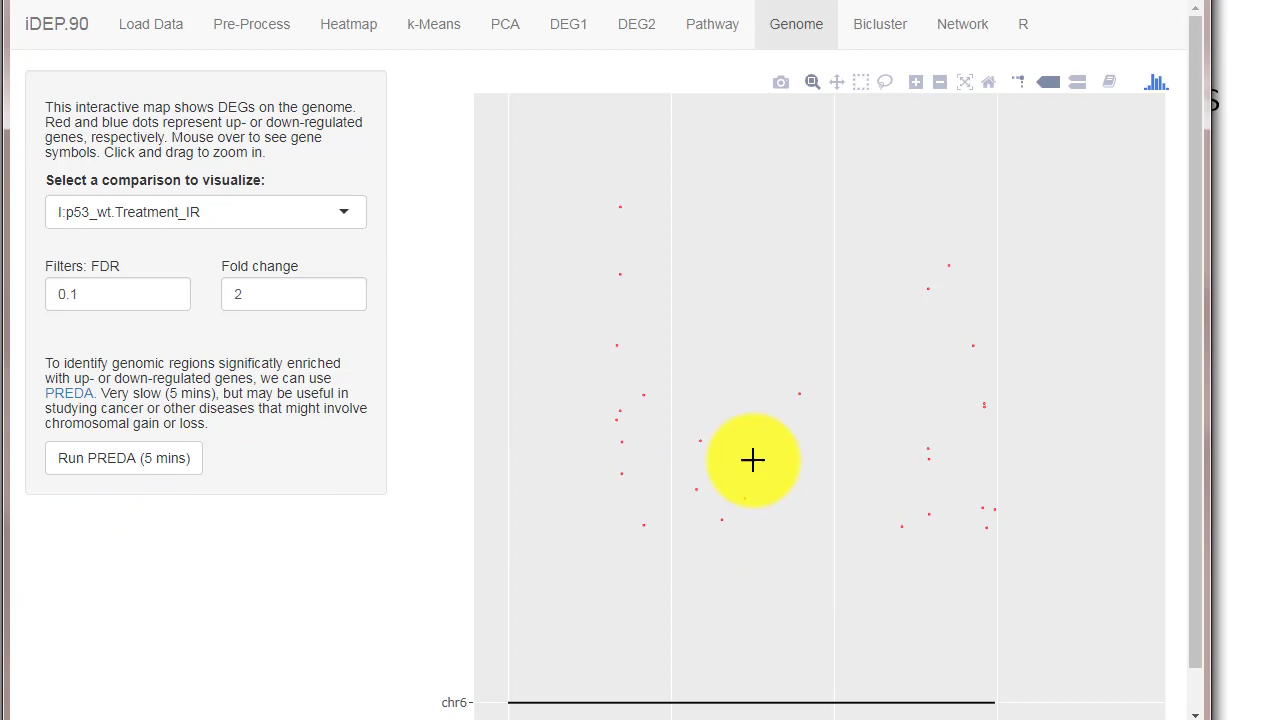 iDEP.90 Load Data Pre-Process Heatmap k-Means PCA DEG1 DEG2 Pathway Genome Bicluster Network R
This interactive map shows DEGs on the genome.
Red and blue dots represent up- or down-regulated
genes, respectively. Mouse over to see gene
symbols. Click and drag to zoom in.
Select a comparison to visualize:
I:p53_wt.Treatment_IR
Filters: FDR Fold change
0.1 2
To identify genomic regions significatly enriched
with up- or down-regulated genes, we can use
PREDA. Very slow (5 mins), but may be useful in
studying cancer or other diseases that might involve
chromosomal gain or loss.
Run PREDA (5 mins)
chr6